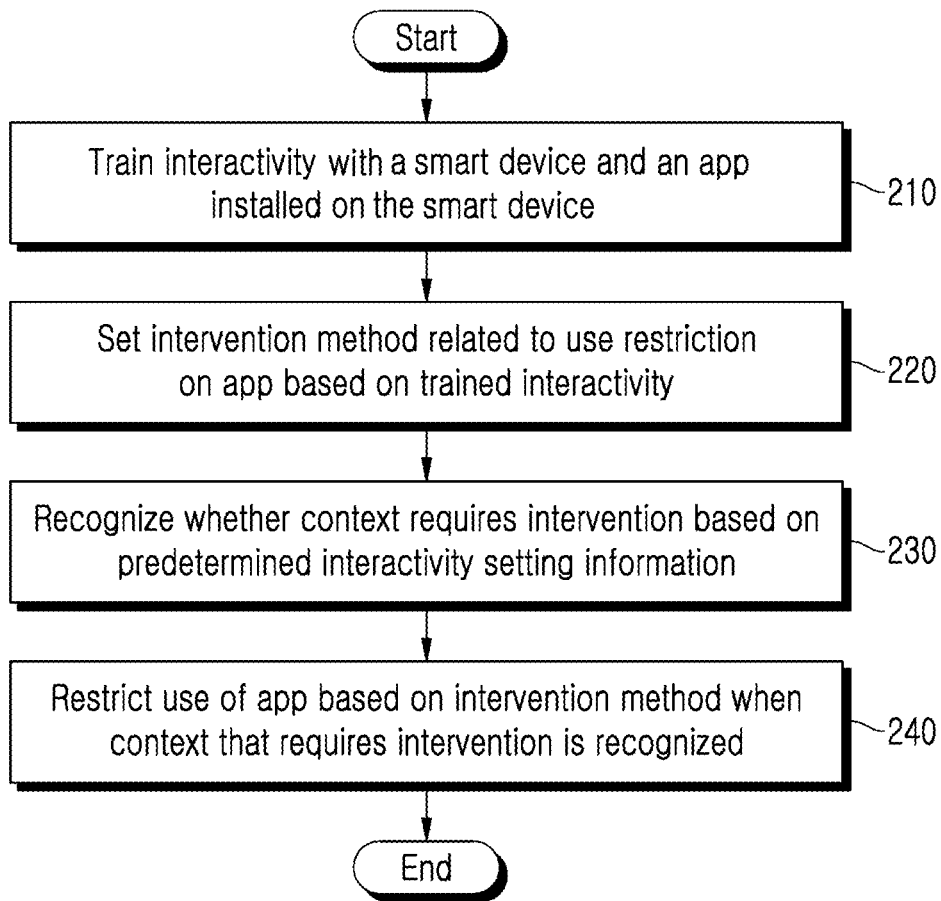 Start
Train interactivity with a smart device and an app
installed on the smart device
210
Set intervention method related to use restriction
on app based on trained interactivity
220
Recognize whether context requires intervention based on
predetermined interactivity setting information
230
Restrict use of app based on intervention method when
context that requires intervention is recognized
240
End